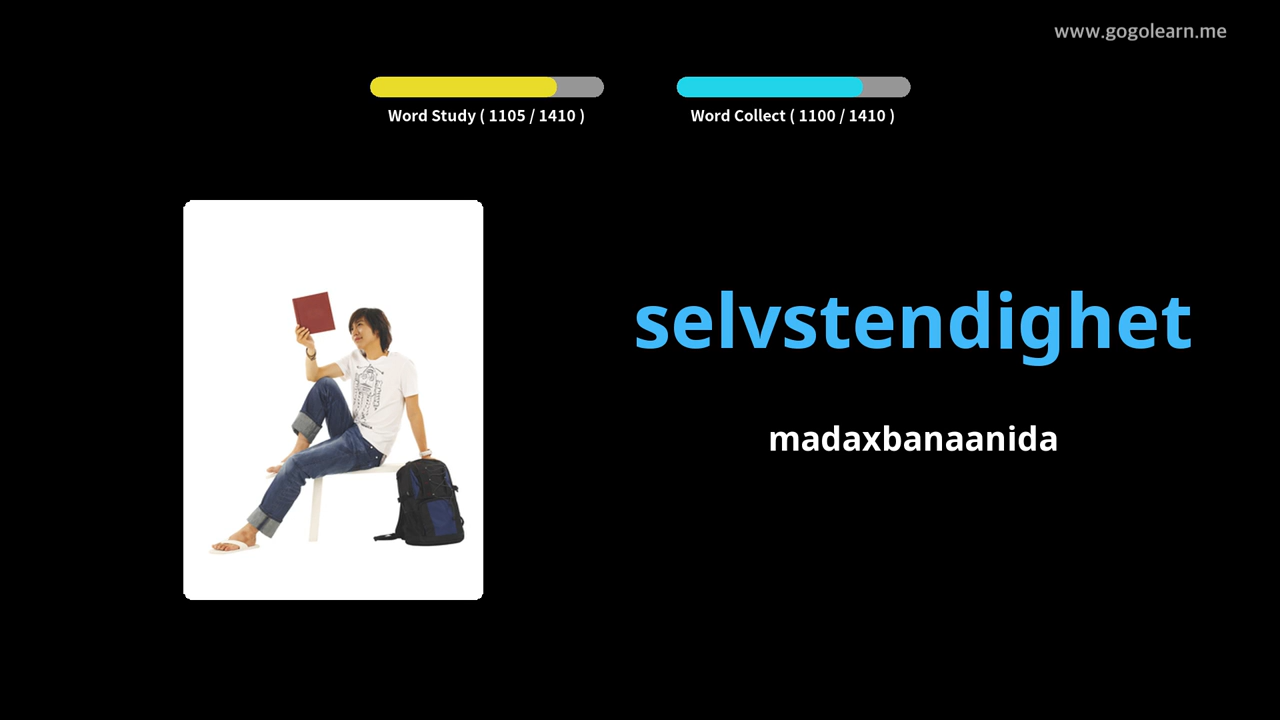 www.gogolearn.me
Word Study ( 1105 / 1410 )
Word Collect ( 1100 / 1410 )
selvstendighet
madaxbanaanida